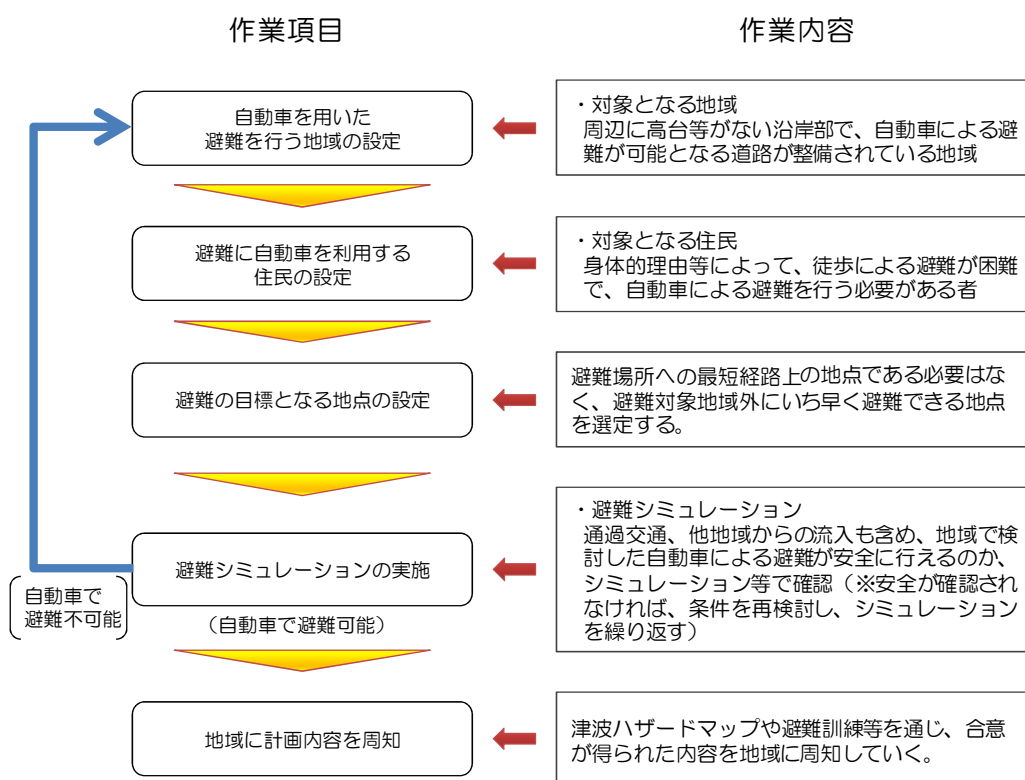 作業項目
作業内容
自動車を用いた
避難を行う地域の設定
・対象となる地域
周辺に高台等がない沿岸部で、自動車による避
難が可能となる道路が整備されている地域
避難に自動車を利用する
住民の設定
・対象となる住民
身体的理由等によって、徒歩による避難が困難
で、自動車による避難を行う必要がある者
避難の目標となる地点の設定
避難場所への最短経路上の地点である必要はな
く、避難対象地域外にいち早く避難できる地点
を選定する。
避難シミュレーションの実施
・避難シミュレーション
通過交通、他地域からの流入も含め、地域で検
討した自動車による避難が安全に行えるのか、
シミュレーション等で確認（※安全が確認され
なければ、条件を再検討し、シミュレーション
を繰り返す）
自動車で
避難不可能
（自動車で避難可能）
地域に計画内容を周知
津波ハザードマップや避難訓練等を通じ、合意
が得られた内容を地域に周知していく。